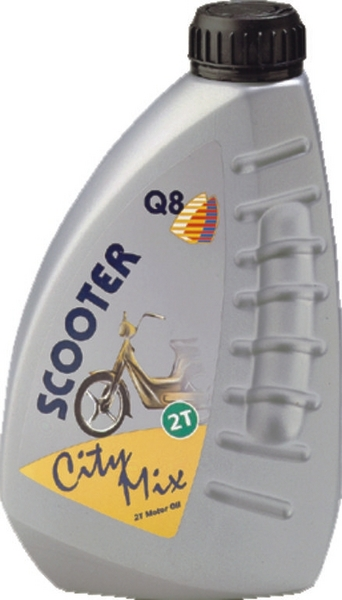 Q8
SCOOTER
2T
City
Mix
2T Motor Oil